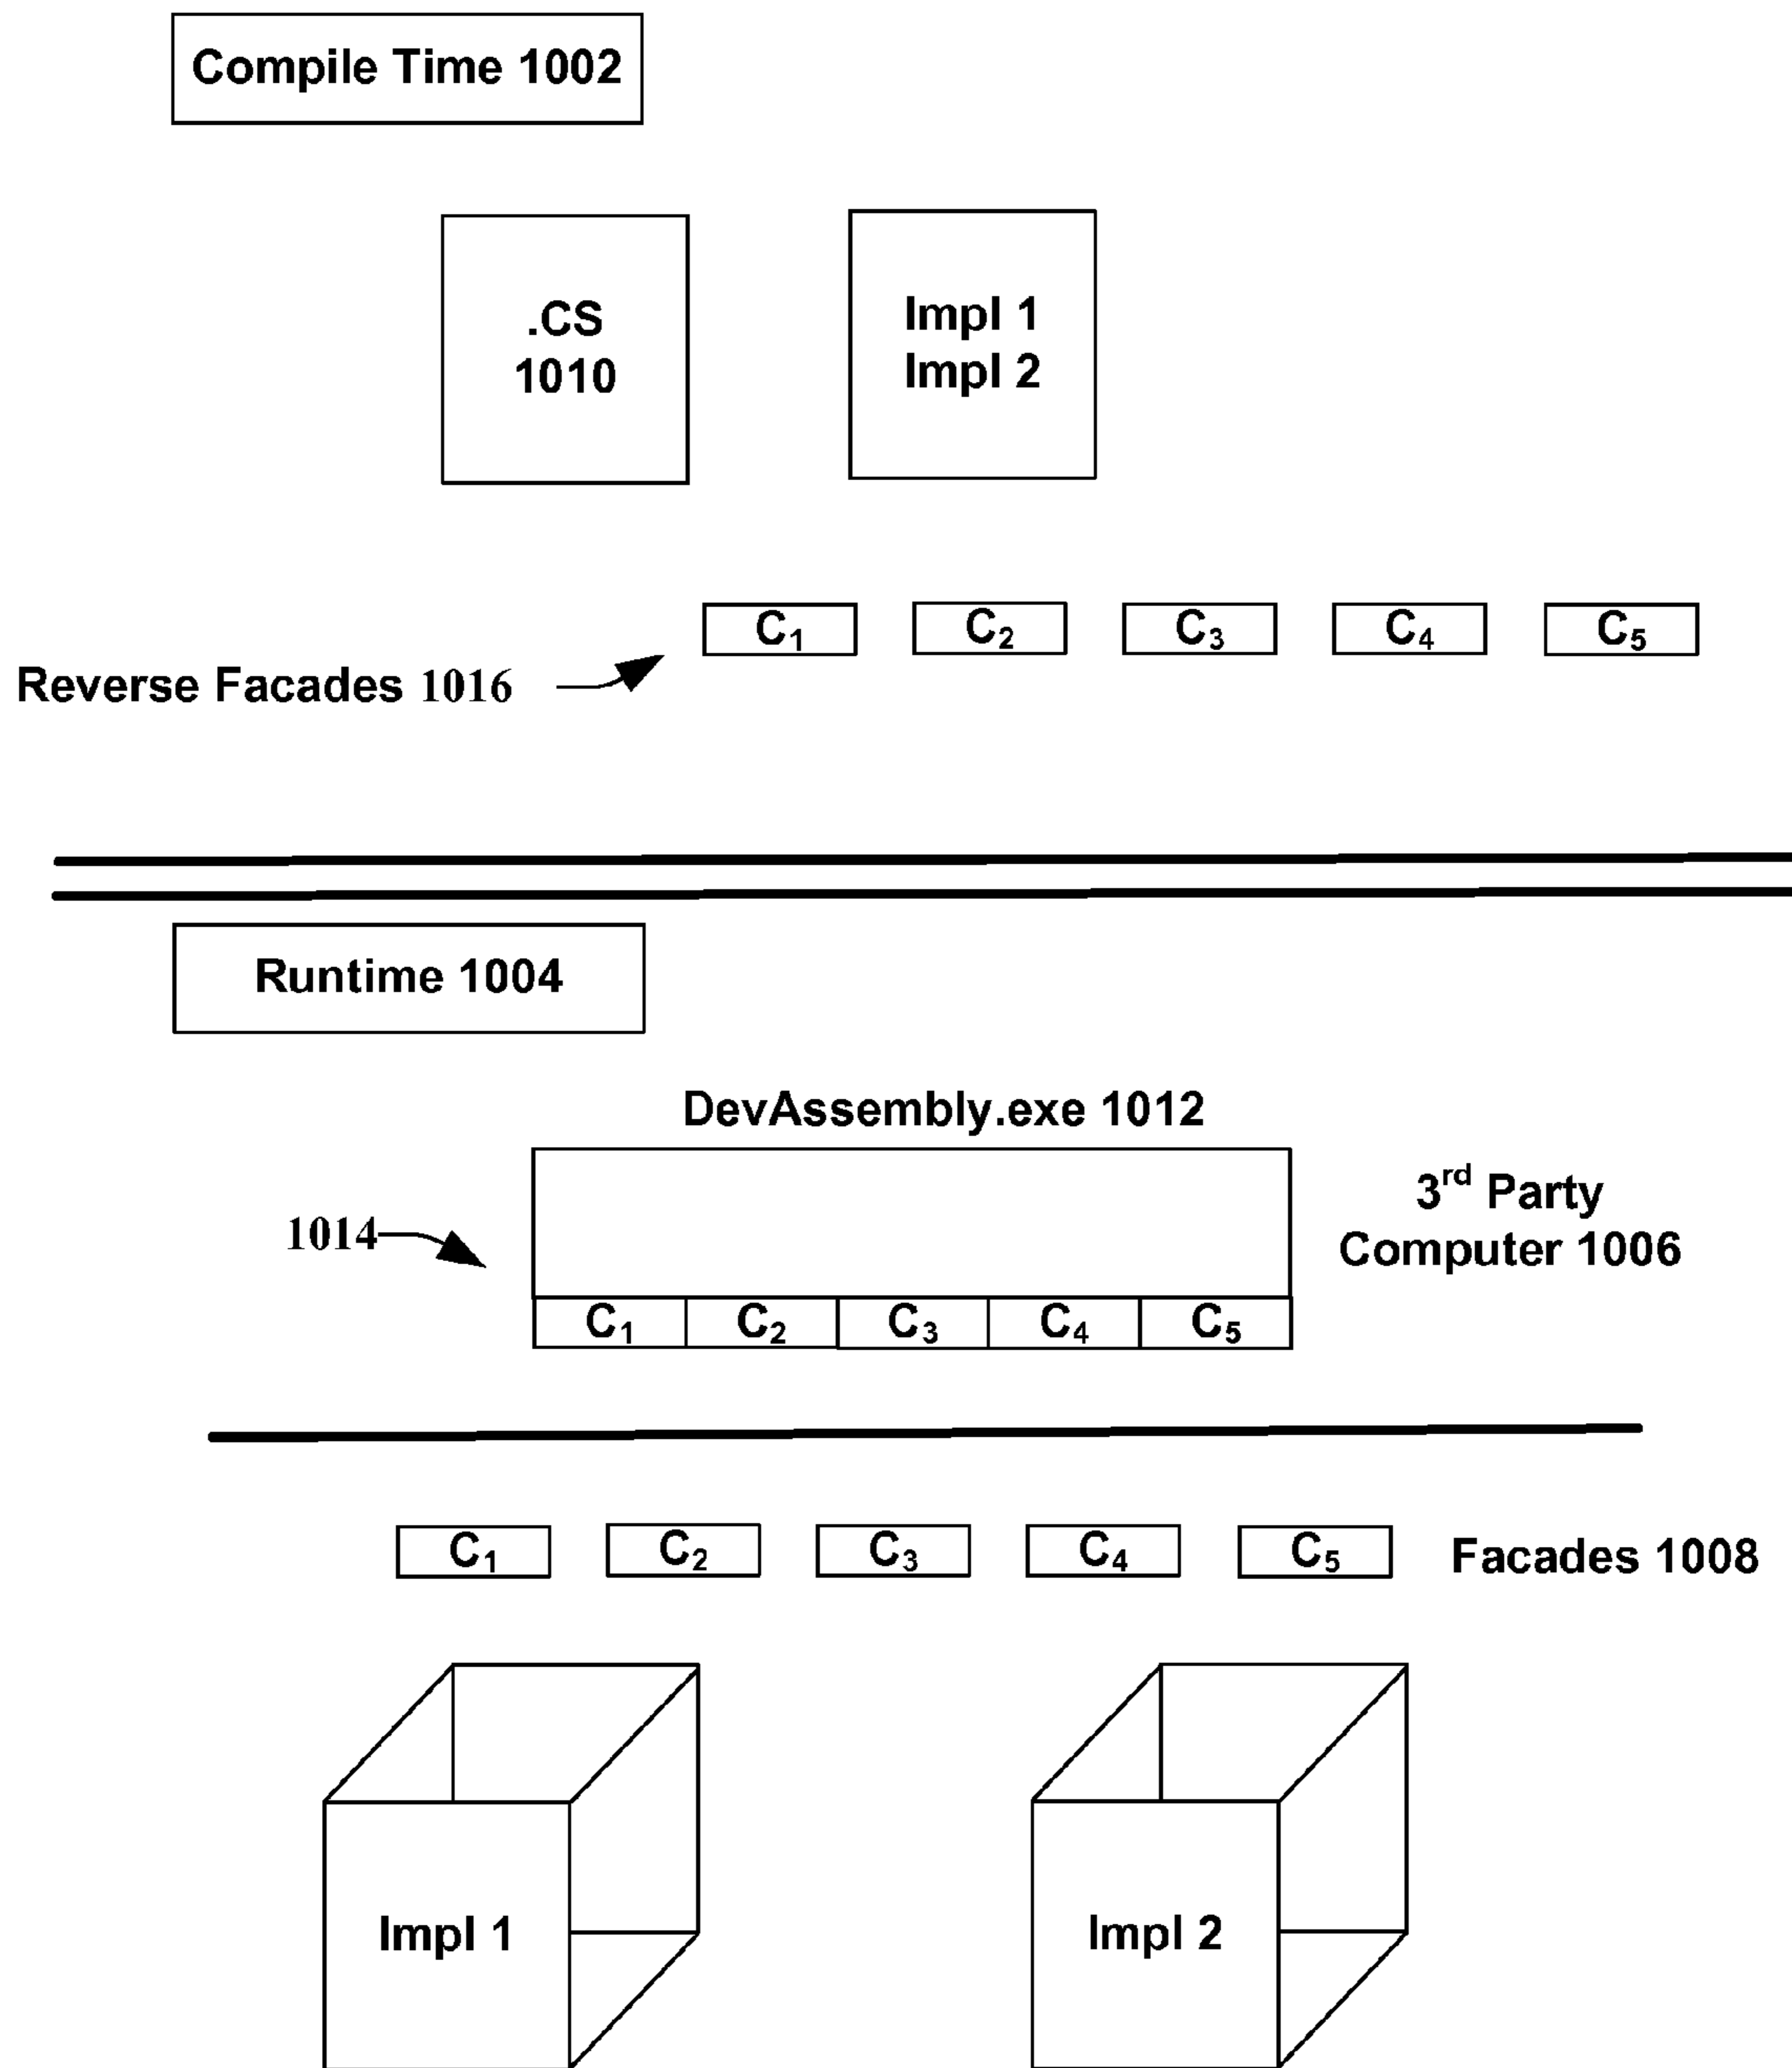 Compile Time 1002
.CS
1010
Impl 1
Impl 2
C1 C2 C3 C4 C5
Reverse Facades 1016
Runtime 1004
DevAssembly.exe 1012
3rd Party
Computer 1006
1014
C1 C2 C3 C4 C5
C1 C2 C3 C4 C5 Facades 1008
Impl 1 Impl 2